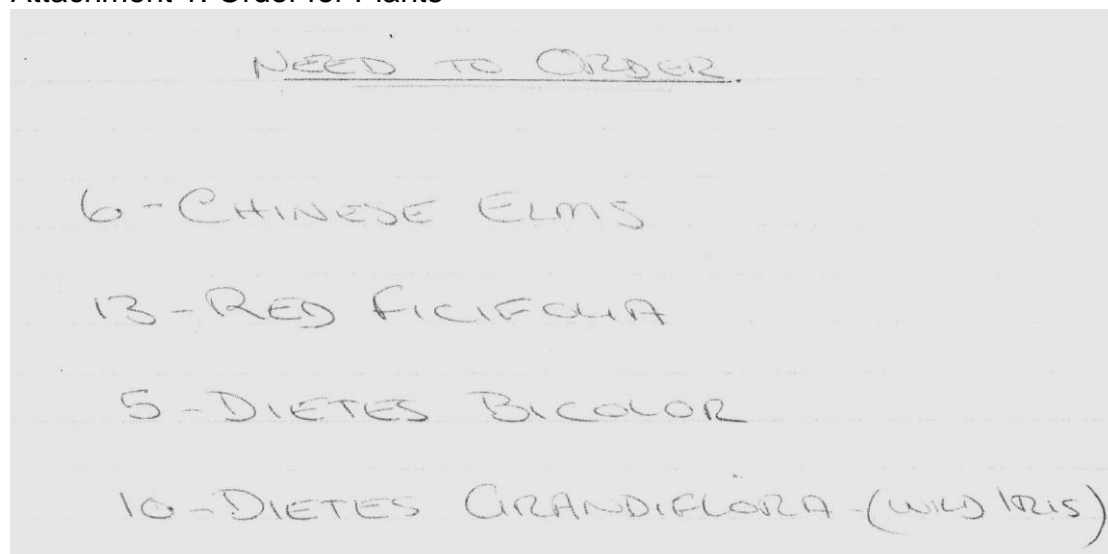 Attachment 1: Order for Plants
NEED TO ORDER.
6 - CHINESE ELMS
13 - RED FICIFOLIA
5 - DIETES BICOLOR
10 - DIETES GRANDIFLORA - (WILD IRIS)